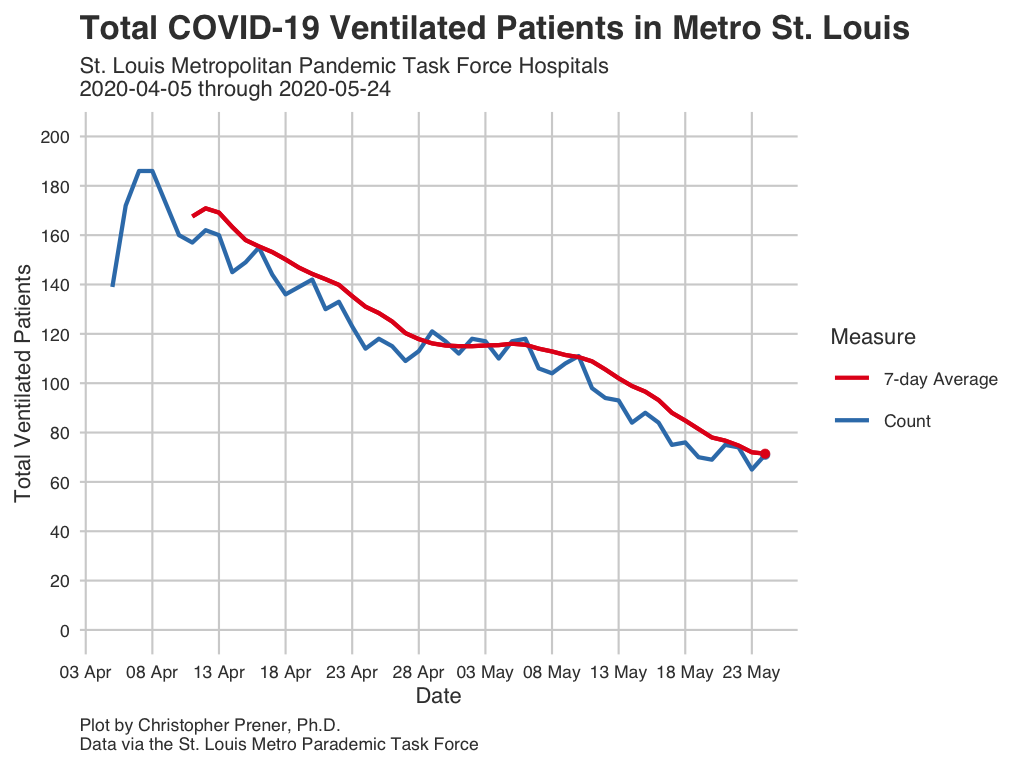 Total COVID-19 Ventilated Patients in Metro St. Louis
St. Louis Metropolitan Pandemic Task Force Hospitals
2020-04-05 through 2020-05-24
Total Ventilated Patients
200
180
160
140
120
100
80
60
40
20
0
03 Apr 08 Apr 13 Apr 18 Apr 23 Apr 28 Apr 03 May 08 May 13 May 18 May 23 May
Date
Measure
7-day Average
Count
Plot by Christopher Prener, Ph.D.
Data via the St. Louis Metro Parademic Task Force